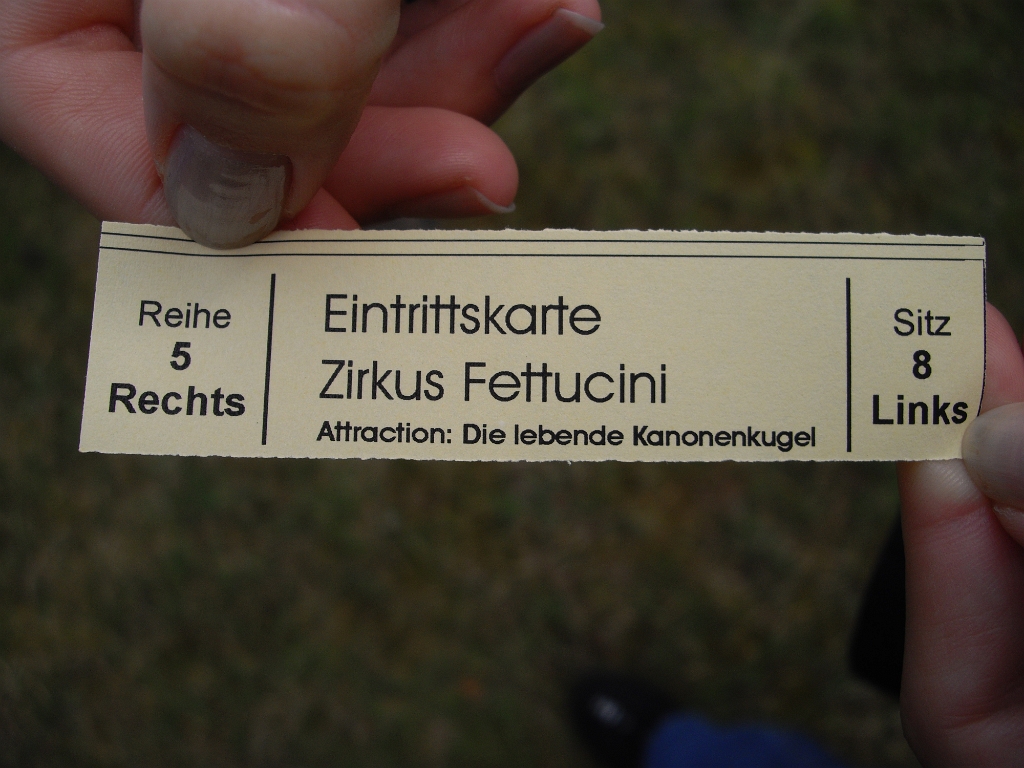 Reihe
5
Rechts
Eintrittskarte
Zirkus Fettucini
Attraction: Die lebende Kanonenkugel
Sitz
8
Links